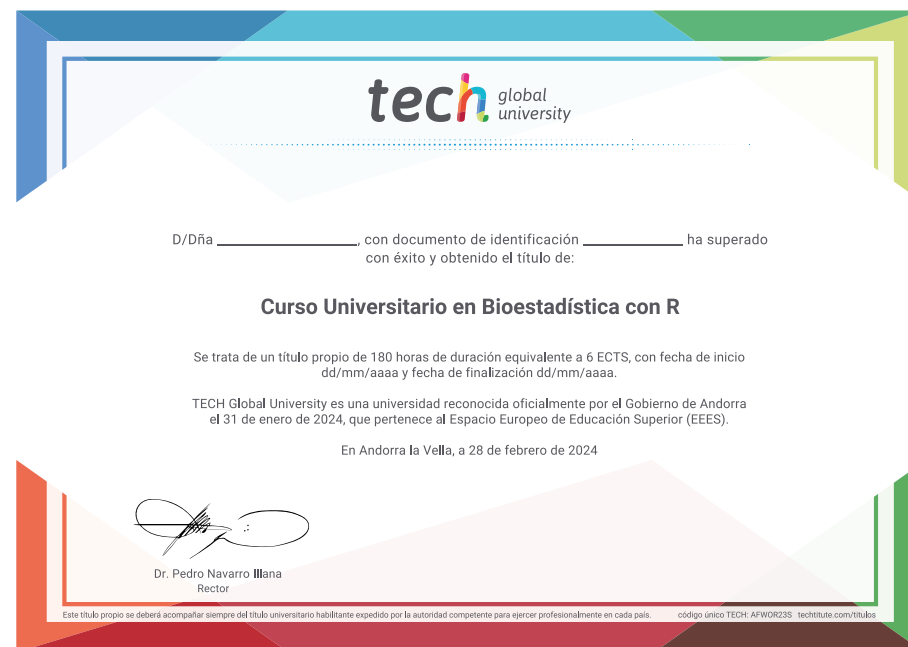 tech global university
D/Dña ________________, con documento de identificación ____________ ha superado
con éxito y obtenido el título de:
Curso Universitario en Bioestadística con R
Se trata de un título propio de 180 horas de duración equivalente a 6 ECTS, con fecha de inicio
dd/mm/aaaa y fecha de finalización dd/mm/aaaa.
TECH Global University es una universidad reconocida oficialmente por el Gobierno de Andorra
el 31 de enero de 2024, que pertenece al Espacio Europeo de Educación Superior (EEES).
En Andorra la Vella, a 28 de febrero de 2024
Dr. Pedro Navarro Illana
Rector
Este título propio se deberá acompañar siempre del título universitario habilitante expedido por la autoridad competente para ejercer profesionalmente en cada país. código único TECH: AFWOR23S techtitute.com/titulos